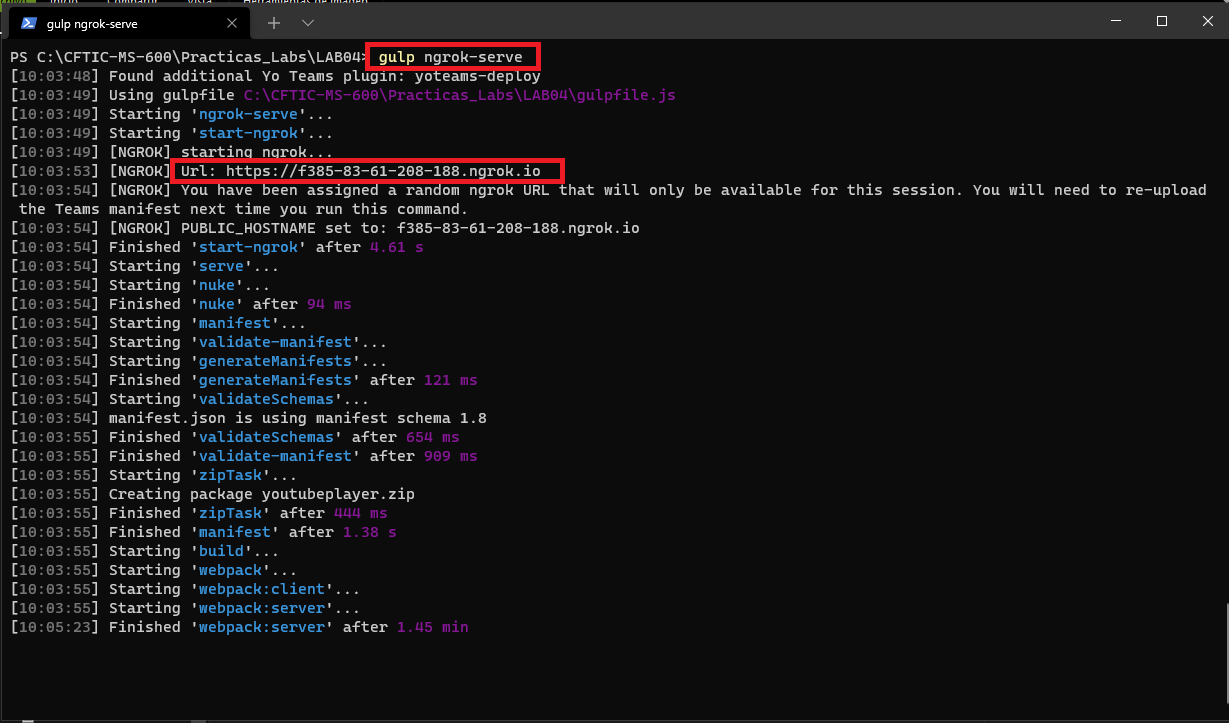 Inicio Compartir Vista Herramientas de imagen
gulp ngrok-serve
PS C:\CFTIC-MS-600\Practicas_Labs\LAB04> gulp ngrok-serve
[10:03:48] Found additional Yo Teams plugin: yoteams-deploy
[10:03:49] Using gulpfile C:\CFTIC-MS-600\Practicas_Labs\LAB04\gulpfile.js
[10:03:49] Starting 'ngrok-serve'...
[10:03:49] Starting 'start-ngrok'...
[10:03:49] [NGROK] starting ngrok...
[10:03:53] [NGROK] Url: https://f385-83-61-208-188.ngrok.io
[10:03:54] [NGROK] You have been assigned a random ngrok URL that will only be available for this session. You will need to re-upload
the Teams manifest next time you run this command.
[10:03:54] [NGROK] PUBLIC_HOSTNAME set to: f385-83-61-208-188.ngrok.io
[10:03:54] Finished 'start-ngrok' after 4.61 s
[10:03:54] Starting 'serve'...
[10:03:54] Starting 'nuke'...
[10:03:54] Finished 'nuke' after 94 ms
[10:03:54] Starting 'manifest'...
[10:03:54] Starting 'validate-manifest'...
[10:03:54] Starting 'generateManifests'...
[10:03:54] Finished 'generateManifests' after 121 ms
[10:03:54] Starting 'validateSchemas'...
[10:03:54] manifest.json is using manifest schema 1.8
[10:03:55] Finished 'validateSchemas' after 654 ms
[10:03:55] Finished 'validate-manifest' after 909 ms
[10:03:55] Starting 'zipTask'...
[10:03:55] Creating package youtubeplayer.zip
[10:03:55] Finished 'zipTask' after 444 ms
[10:03:55] Finished 'manifest' after 1.38 s
[10:03:55] Starting 'build'...
[10:03:55] Starting 'webpack'...
[10:03:55] Starting 'webpack:client'...
[10:03:55] Starting 'webpack:server'...
[10:05:23] Finished 'webpack:server' after 1.45 min